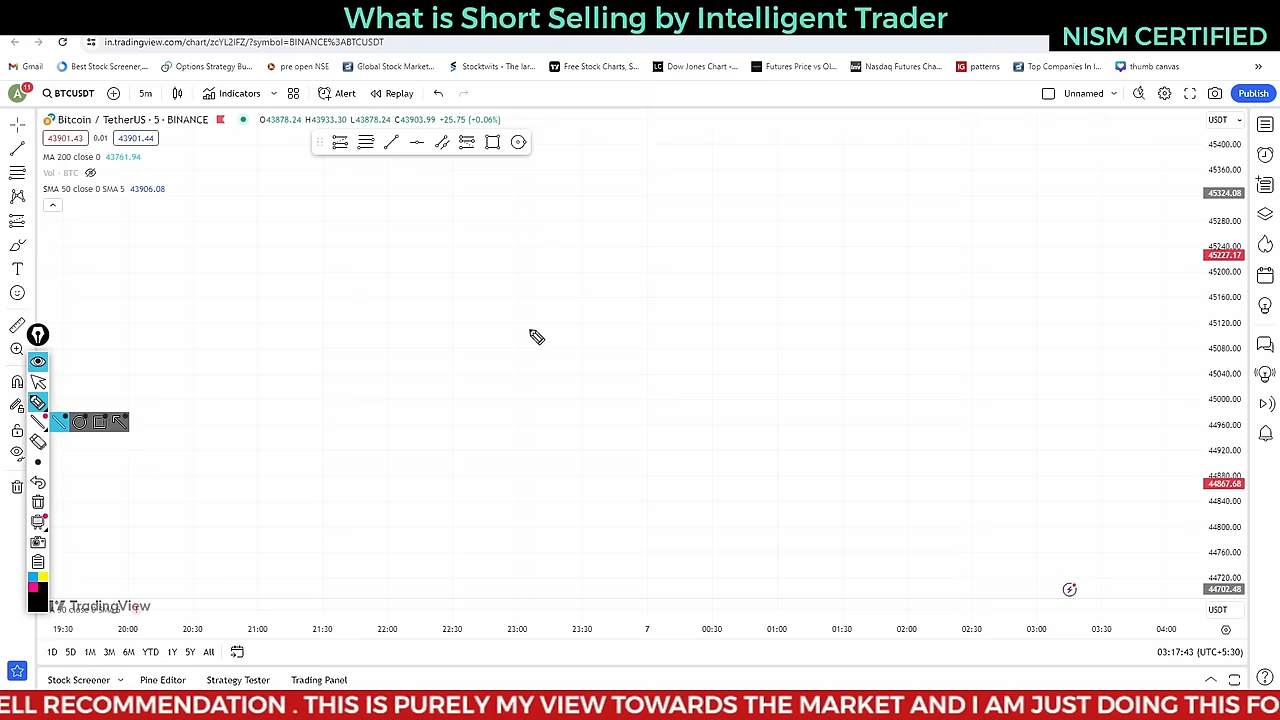 What is Short Selling by Intelligent Trader
NISM CERTIFIED
in.tradingview.com/chart/zcYL2iFZ/?symbol=BINANCE%3ABTCUSDT
Gmail
Best Stock Screener,...
Options Strategy Bu...
pre open NSE
Global Stock Market...
Stocktwits - The lar...
Free Stock Charts, S...
Dow Jones Chart -...
Futures Price vs OI...
Nasdaq Futures Cha...
patterns
Top Companies In I...
thumb canvas
»
A
11
BTCUSDT
5m
Indicators
Alert
Replay
Unnamed
Publish
Bitcoin / TetherUS · 5 · BINANCE
O43878.24 H43933.30 L43878.24 C43903.99 +25.75 (+0.06%)
USDT
43901.43 0.01 43901.44
MA 200 close 0 43761.94
Vol · BTC
SMA 50 close 0 SMA 5 43906.08
45400.00
45360.00
45324.08
45280.00
45240.00
45227.17
45200.00
45160.00
45120.00
45080.00
45040.00
45000.00
44960.00
44920.00
44880.00
44867.68
44840.00
44800.00
44760.00
44720.00
44702.48
TradingView
USDT
19:30 20:00 20:30 21:00 21:30 22:00 22:30 23:00 23:30 7 00:30 01:00 01:30 02:00 02:30 03:00 03:30 04:00
1D 5D 1M 3M 6M YTD 1Y 5Y All
03:17:43 (UTC+5:30)
Stock Screener Pine Editor Strategy Tester Trading Panel
ELL RECOMMENDATION . THIS IS PURELY MY VIEW TOWARDS THE MARKET AND I AM JUST DOING THIS FO